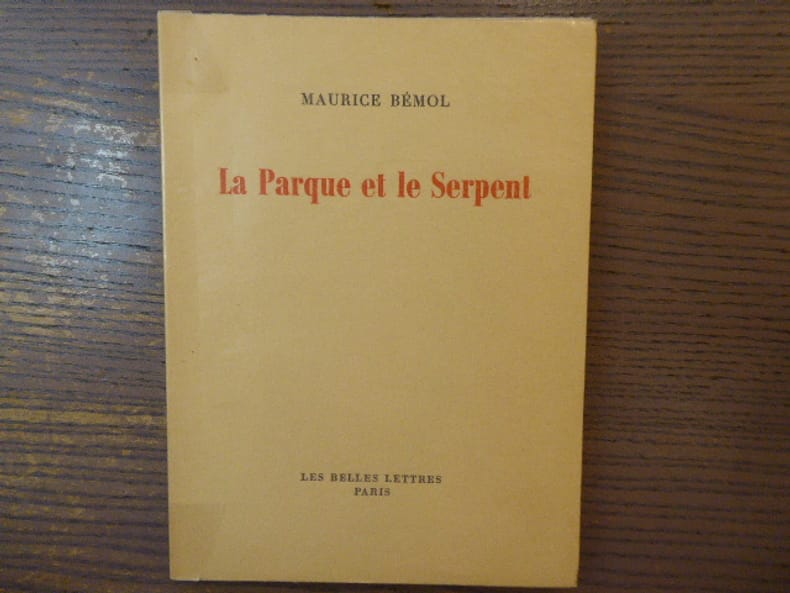 MAURICE BÉMOL
La Parque et le Serpent
LES BELLES LETTRES
PARIS